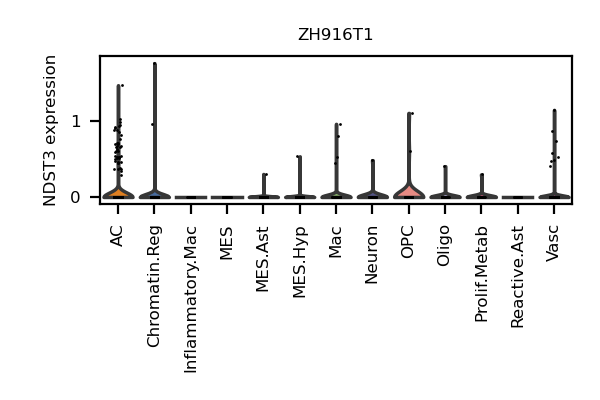 ZH916T1
NDST3 expression
1
0
AC
Chromatin.Reg
Inflammatory.Mac
MES
MES.Ast
MES.Hyp
Mac
Neuron
OPC
Oligo
Prolif.Metab
Reactive.Ast
Vasc